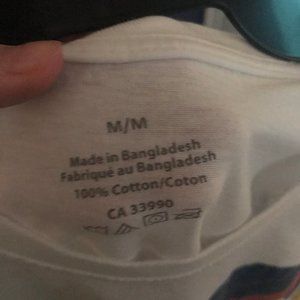 M/M
Made in Bangladesh
Fabriqué au Bangladesh
100% Cotton/Coton
CA 33990